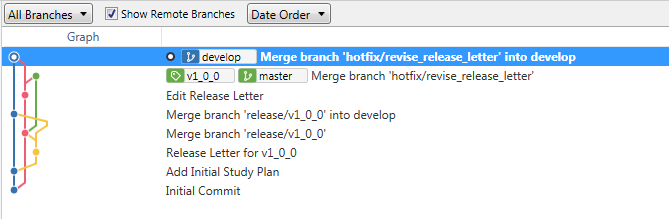 All Branches Show Remote Branches Date Order
Graph
develop Merge branch 'hotfix/revise_release_letter' into develop
v1_0_0 master Merge branch 'hotfix/revise_release_letter'
Edit Release Letter
Merge branch 'release/v1_0_0' into develop
Merge branch 'release/v1_0_0'
Release Letter for v1_0_0
Add Initial Study Plan
Initial Commit